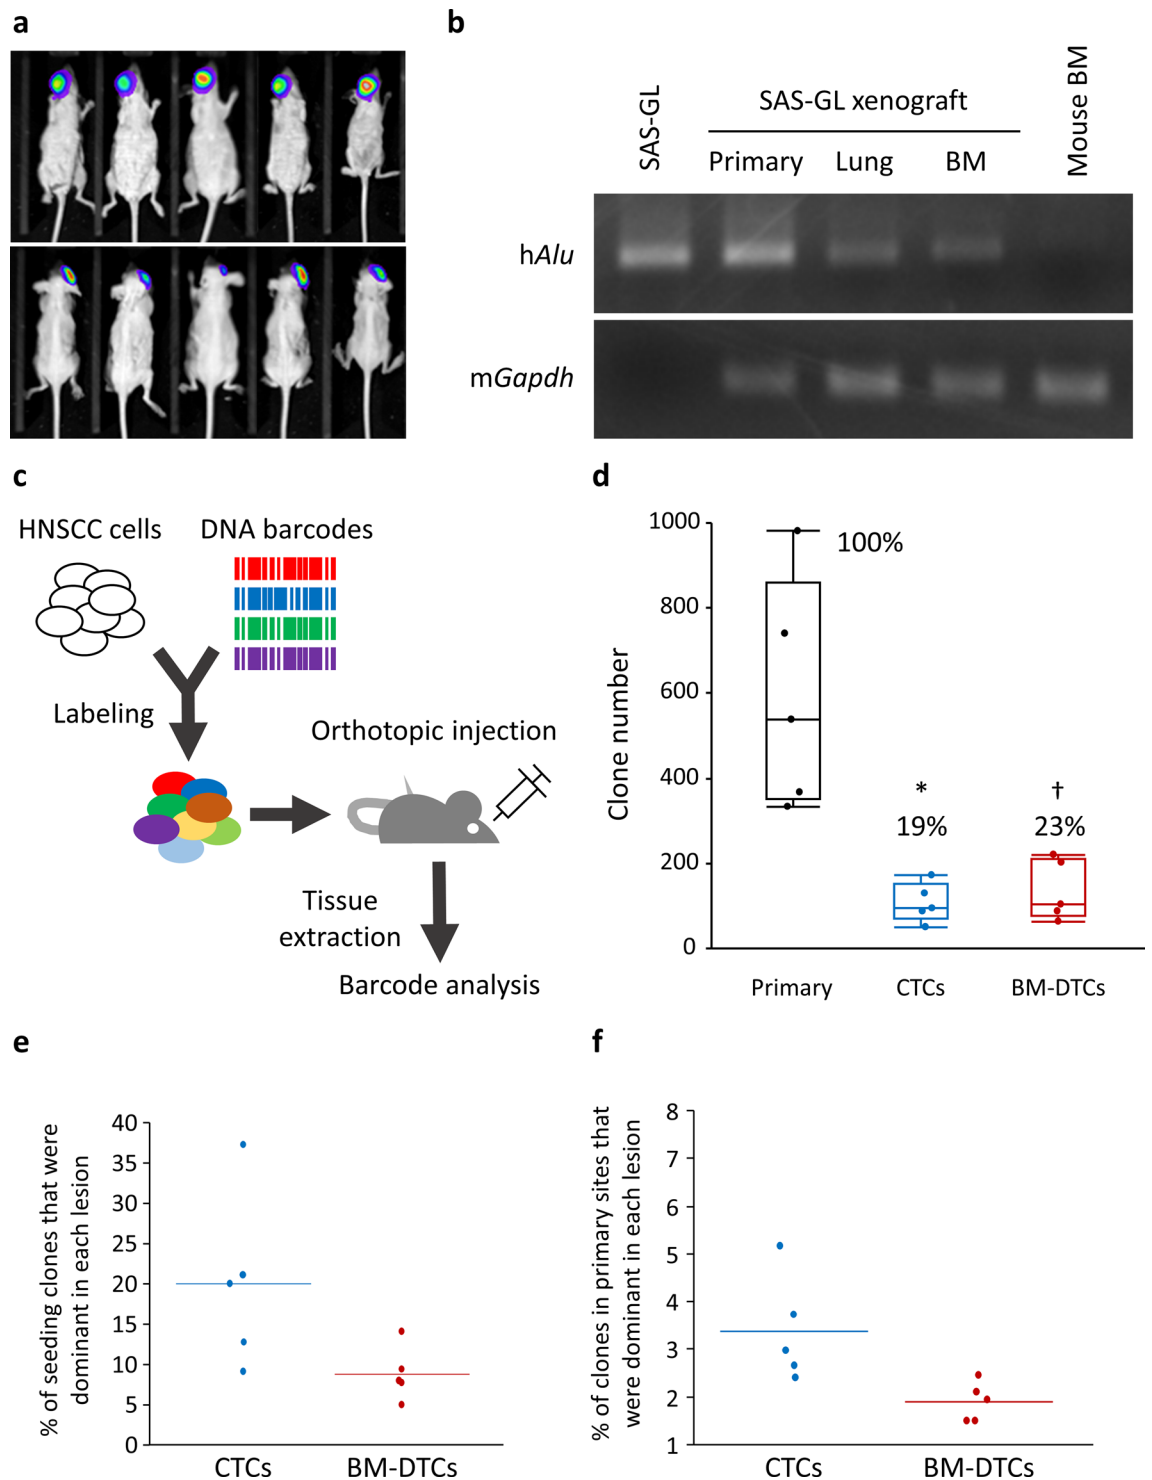 a
b
SAS-GL
SAS-GL xenograft
Primary
Lung
BM
Mouse BM
hAlu
mGapdh
c
HNSCC cells
DNA barcodes
Labeling
Orthotopic injection
Tissue
extraction
Barcode analysis
d
Clone number
1000
800
600
400
200
0
100%
*
19%
†
23%
Primary
CTCs
BM-DTCs
e
% of seeding clones that were
dominant in each lesion
40
35
30
25
20
15
10
5
0
CTCs
BM-DTCs
f
% of clones in primary sites that
were dominant in each lesion
8
7
6
5
4
3
2
1
CTCs
BM-DTCs